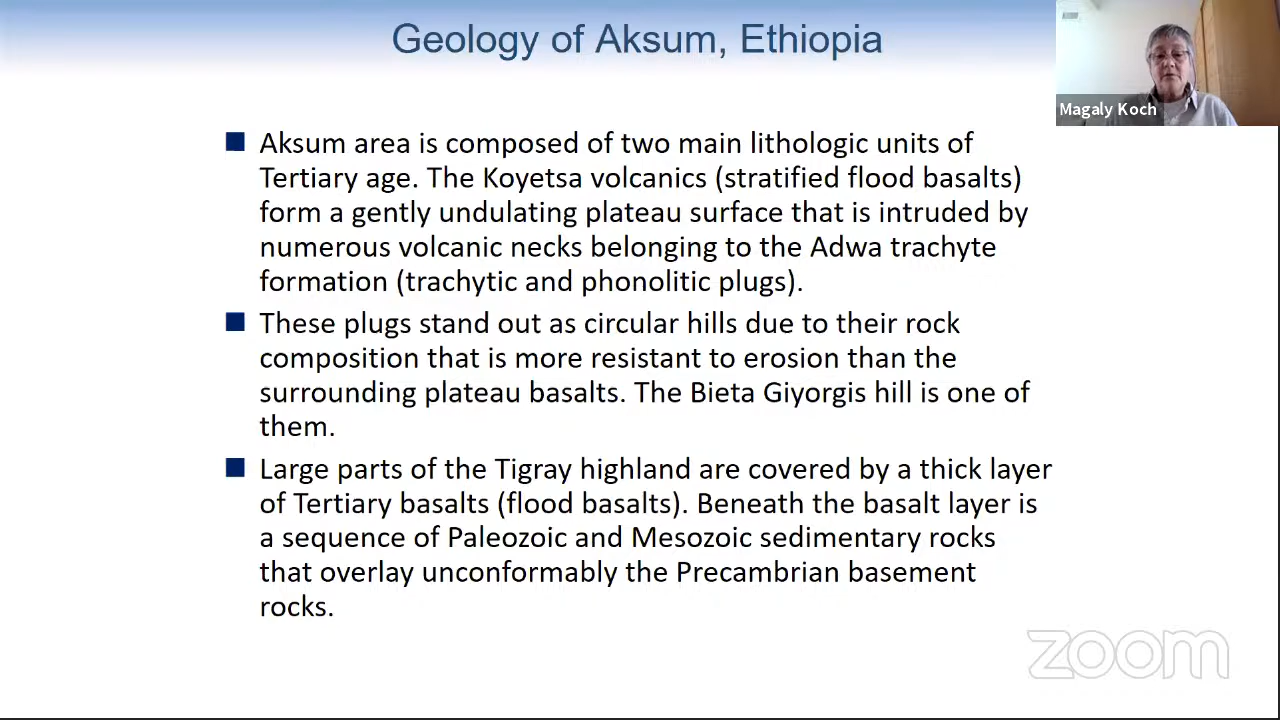 Geology of Aksum, Ethiopia
Magaly Koch
Aksum area is composed of two main lithologic units of
Tertiary age. The Koyetsa volcanics (stratified flood basalts)
form a gently undulating plateau surface that is intruded by
numerous volcanic necks belonging to the Adwa trachyte
formation (trachytic and phonolitic plugs).
These plugs stand out as circular hills due to their rock
composition that is more resistant to erosion than the
surrounding plateau basalts. The Bieta Giyorgis hill is one of
them.
Large parts of the Tigray highland are covered by a thick layer
of Tertiary basalts (flood basalts). Beneath the basalt layer is
a sequence of Paleozoic and Mesozoic sedimentary rocks
that overlay unconformably the Precambrian basement
rocks.
zoom